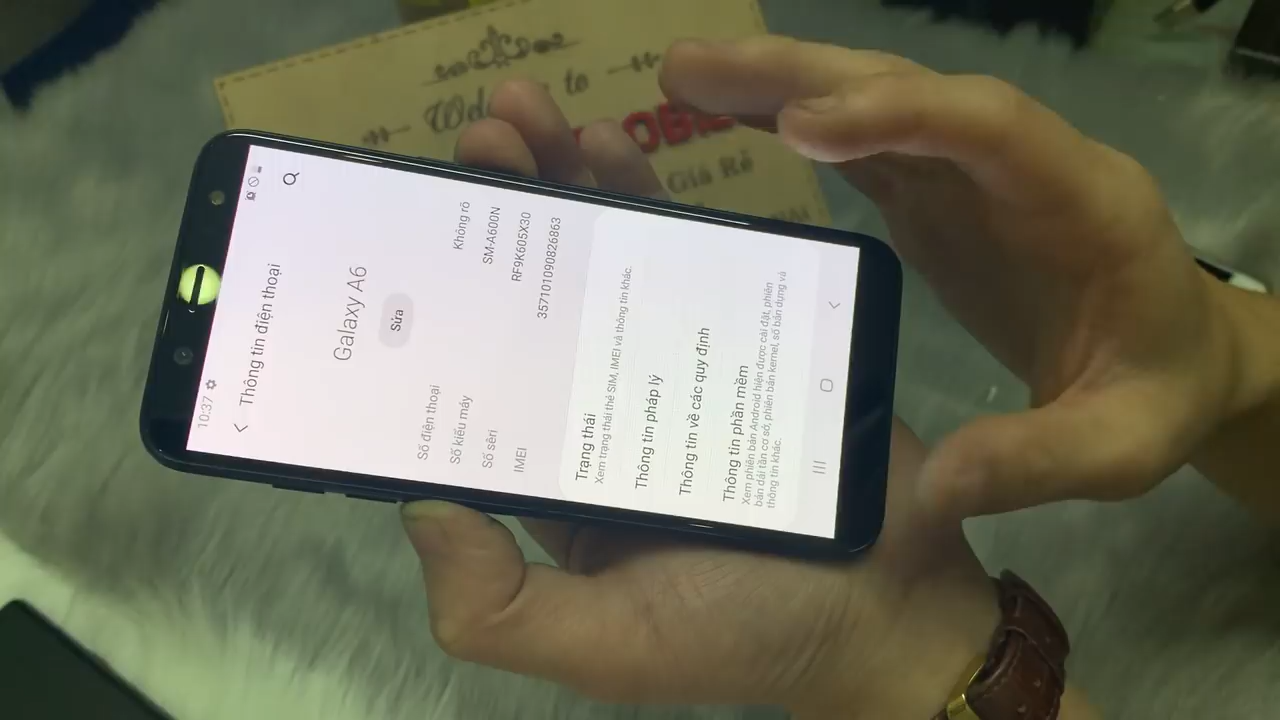 10:37
Thông tin điện thoại
Galaxy A6
Sửa
Số điện thoại Không rõ
Số kiểu máy SM-A600N
Số sêri RF9K605X30
IMEI 357101090826863
Trạng thái
Xem trạng thái thẻ SIM, IMEI và thông tin khác.
Thông tin pháp lý
Thông tin về các quy định
Thông tin phần mềm
Xem phiên bản Android hiện được cài đặt, phiên
bản dải tần cơ sở, phiên bản kernel, số bản dựng và
thông tin khác.
to
Giá Rẻ